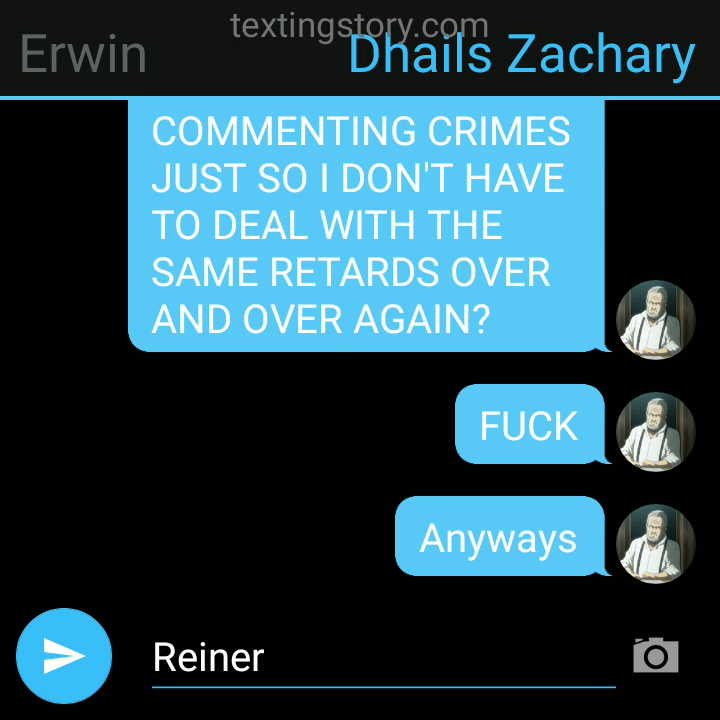 textingstory.com
Erwin
Dhails Zachary
COMMENTING CRIMES
JUST SO I DON'T HAVE
TO DEAL WITH THE
SAME RETARDS OVER
AND OVER AGAIN?
FUCK
Anyways
Reiner